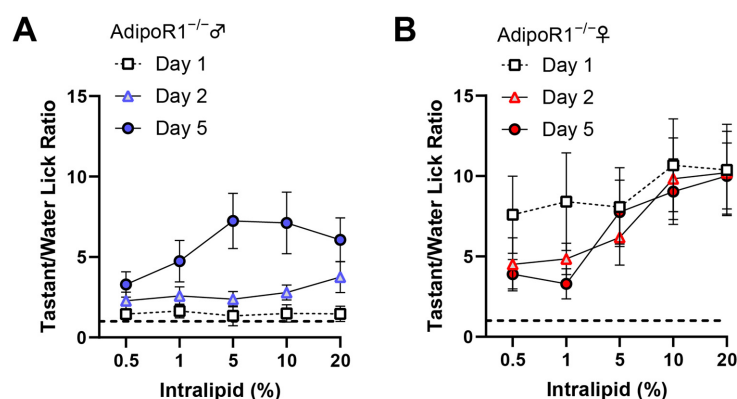 A
AdipoR1⁻/⁻♂
Day 1
Day 2
Day 5
Tastant/Water Lick Ratio
15
10
5
0
0.5 1 5 10 20
Intralipid (%)
B
AdipoR1⁻/⁻♀
Day 1
Day 2
Day 5
Tastant/Water Lick Ratio
15
10
5
0
0.5 1 5 10 20
Intralipid (%)